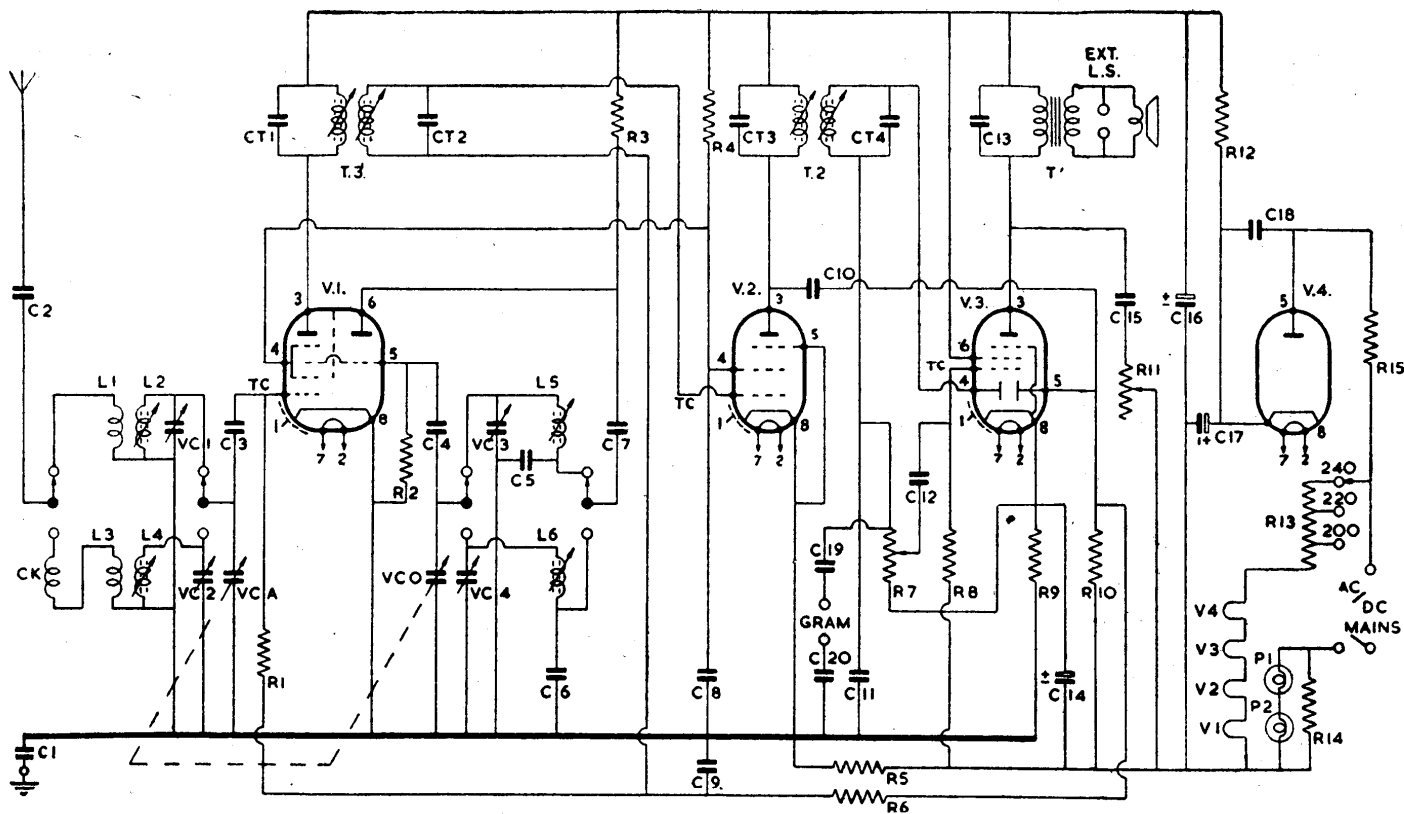 EXT.
L.S.
CT1
T.3
CT2
R3
R4
CT3
T.2
CT4
C13
T'
R12
C18
C2
V.1.
3
6
4
5
TC
1
7
2
8
V.2.
3
C10
5
4
TC
1
7
2
8
V.3.
3
6
TC
4
5
1
7
2
8
C15
± C16
R11
5
V.4.
R15
1+ C17
7
2
8
L1
L2
VC1
C3
R2
C4
VC3
L5
C5
C7
C12
240
220
200
R13
CK
L3
L4
VC2
VCA
VCO
VC4
L6
C19
GRAM
C20
R7
R8
R9
R10
AC/DC
MAINS
V4
V3
V2
V1
P1
P2
R14
R1
C6
C8
C11
± C14
C1
C9.
R5
R6